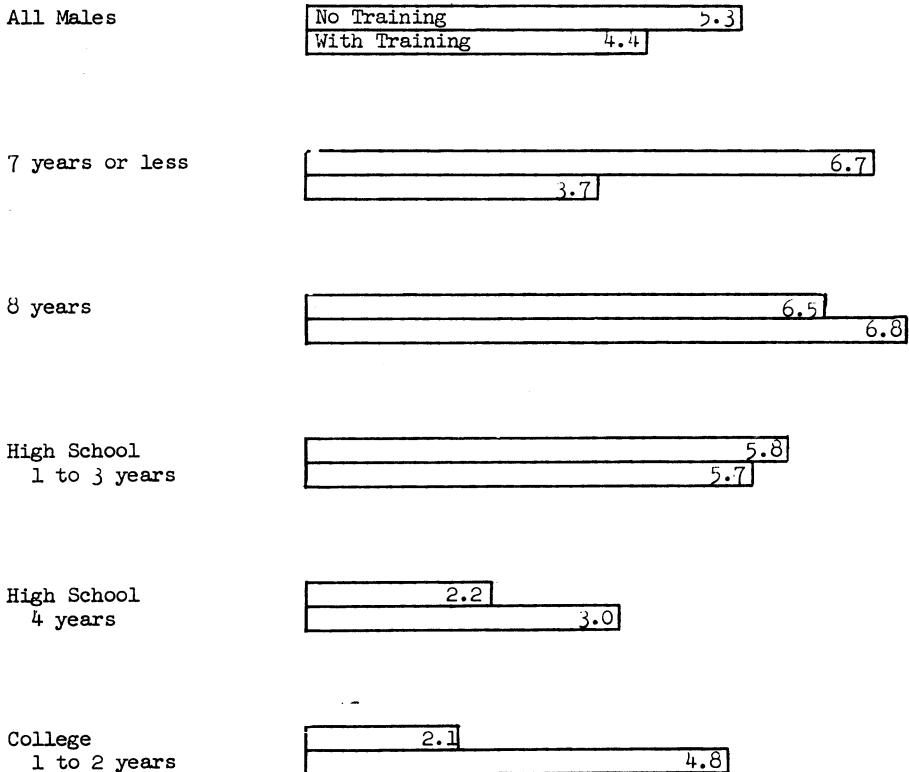 All Males No Training 5.3
With Training 4.4
7 years or less 6.7
3.7
8 years 6.5
6.8
High School 5.8
1 to 3 years 5.7
High School 2.2
4 years 3.0
College 2.1
1 to 2 years 4.8